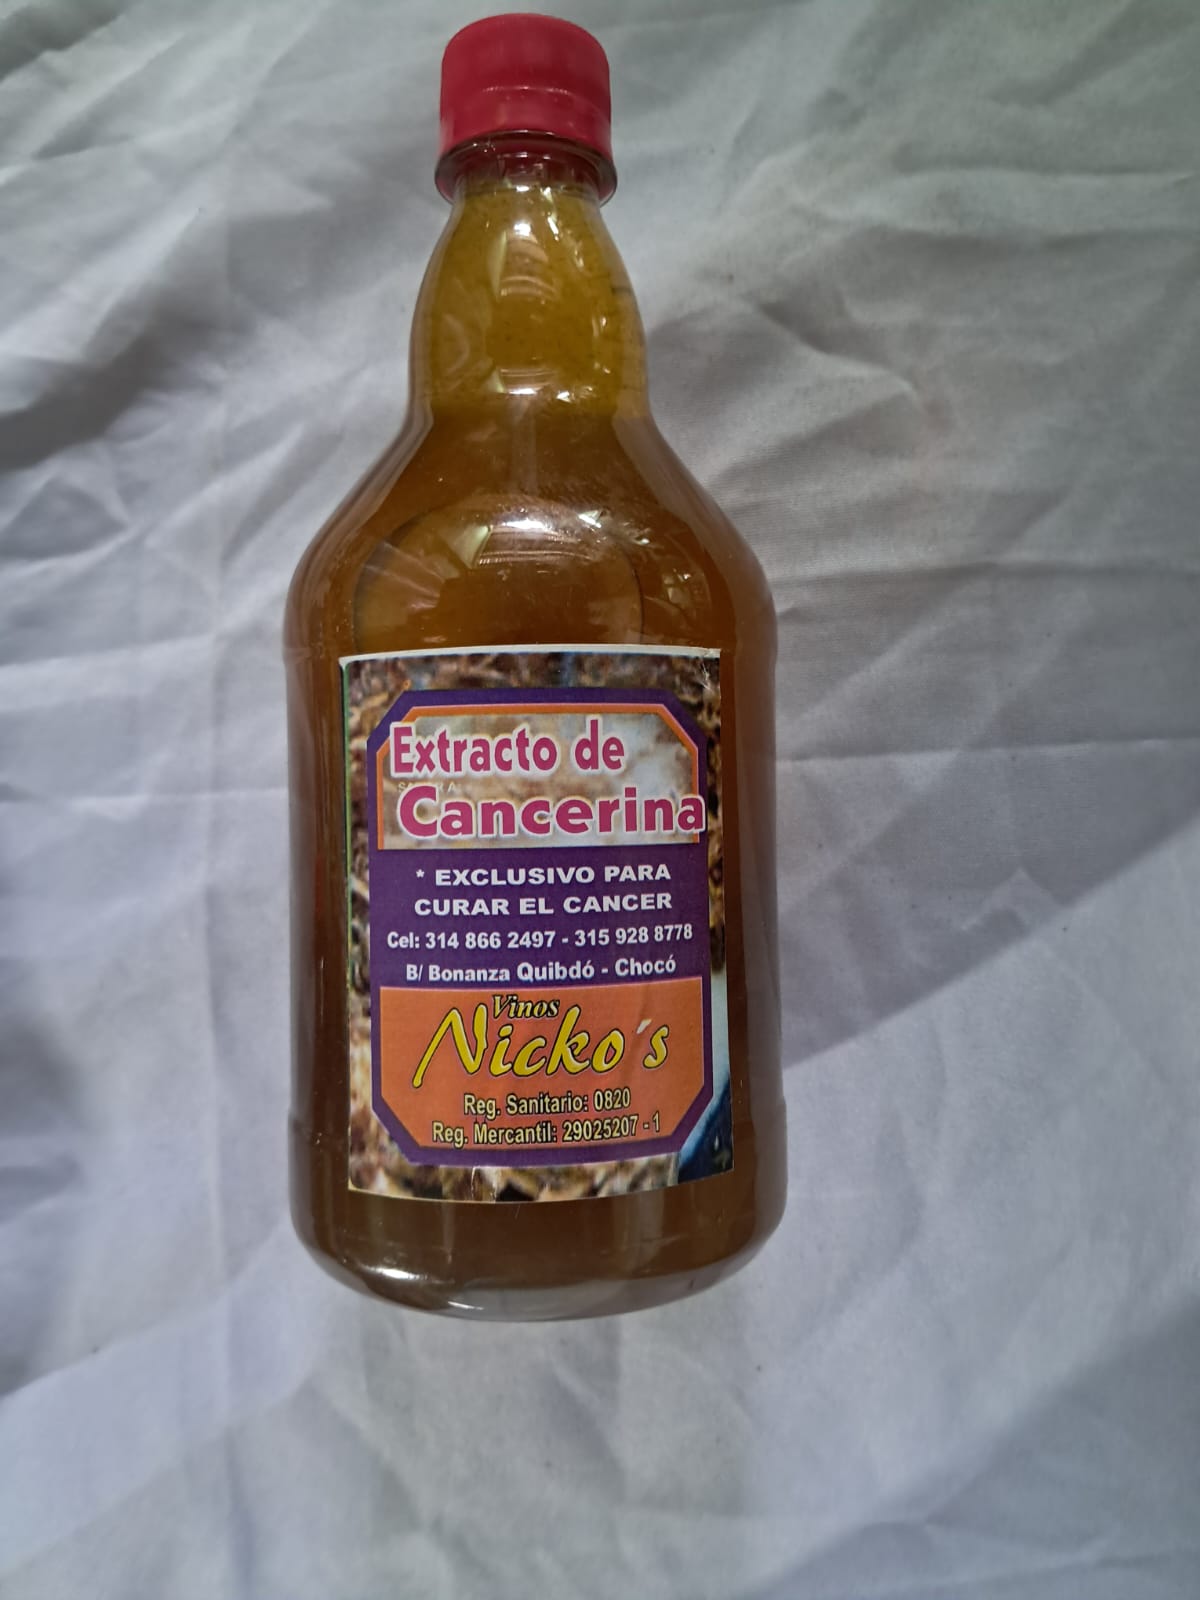 Extracto de
Cancerina
* EXCLUSIVO PARA
CURAR EL CANCER
Cel: 314 866 2497 - 315 928 8778
B/ Bonanza Quibdó - Chocó
Vinos
Nicko´s
Reg. Sanitario: 0820
Reg. Mercantil: 29025207 - 1